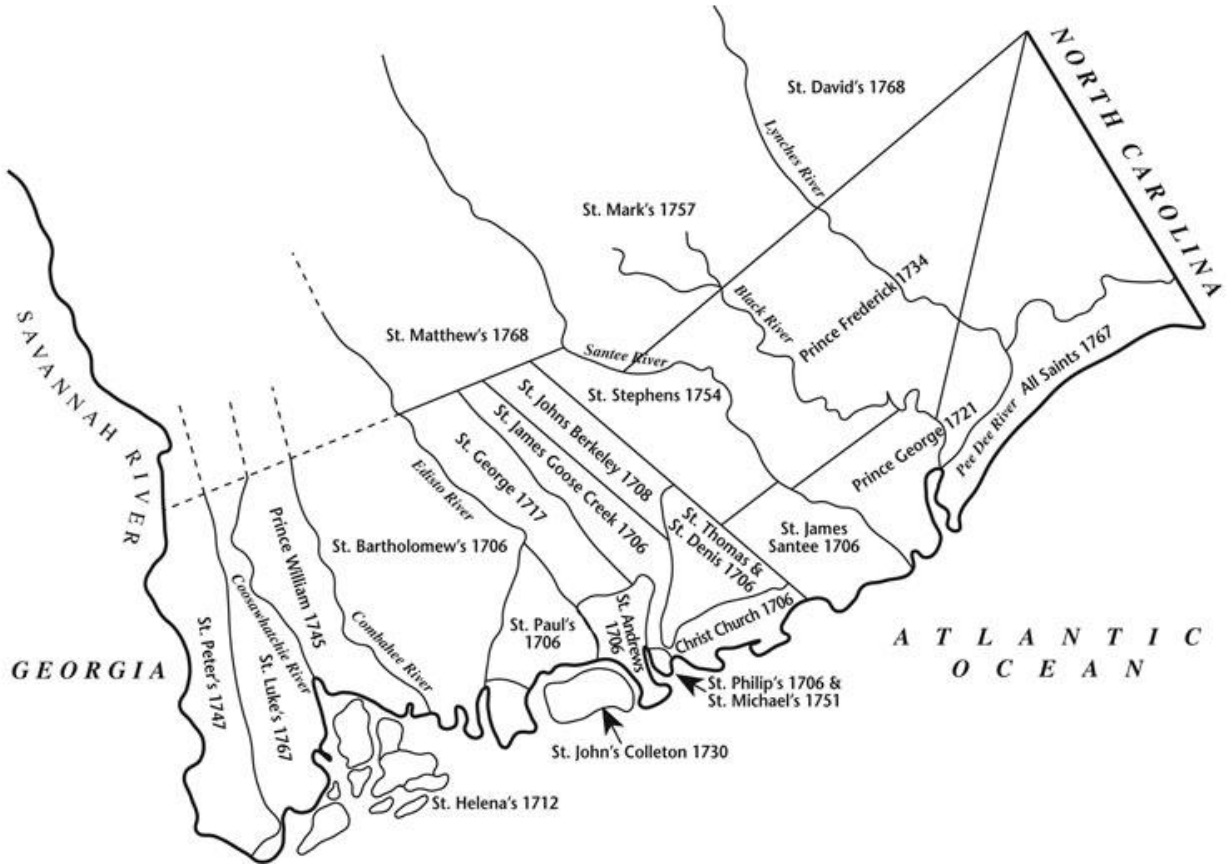 NORTH CAROLINA
St. David's 1768
Lynches River
St. Mark's 1757
Black River
Prince Frederick 1734
SAVANNAH RIVER
St. Matthew's 1768
Santee River
St. Stephens 1754
All Saints 1767
Pee Dee River
Prince George 1721
St. Johns Berkeley 1708
St. James Goose Creek 1706
St. George 1717
Edisto River
St. Thomas &
St. Denis 1706
St. James
Santee 1706
Prince William 1745
St. Bartholomew's 1706
Coosawhatchie River
Combahee River
St. Paul's
1706
St. Andrews
1706
Christ Church 1706
ATLANTIC
OCEAN
GEORGIA
St. Peter's 1747
St. Luke's 1767
St. Philip's 1706 &
St. Michael's 1751
St. John's Colleton 1730
St. Helena's 1712